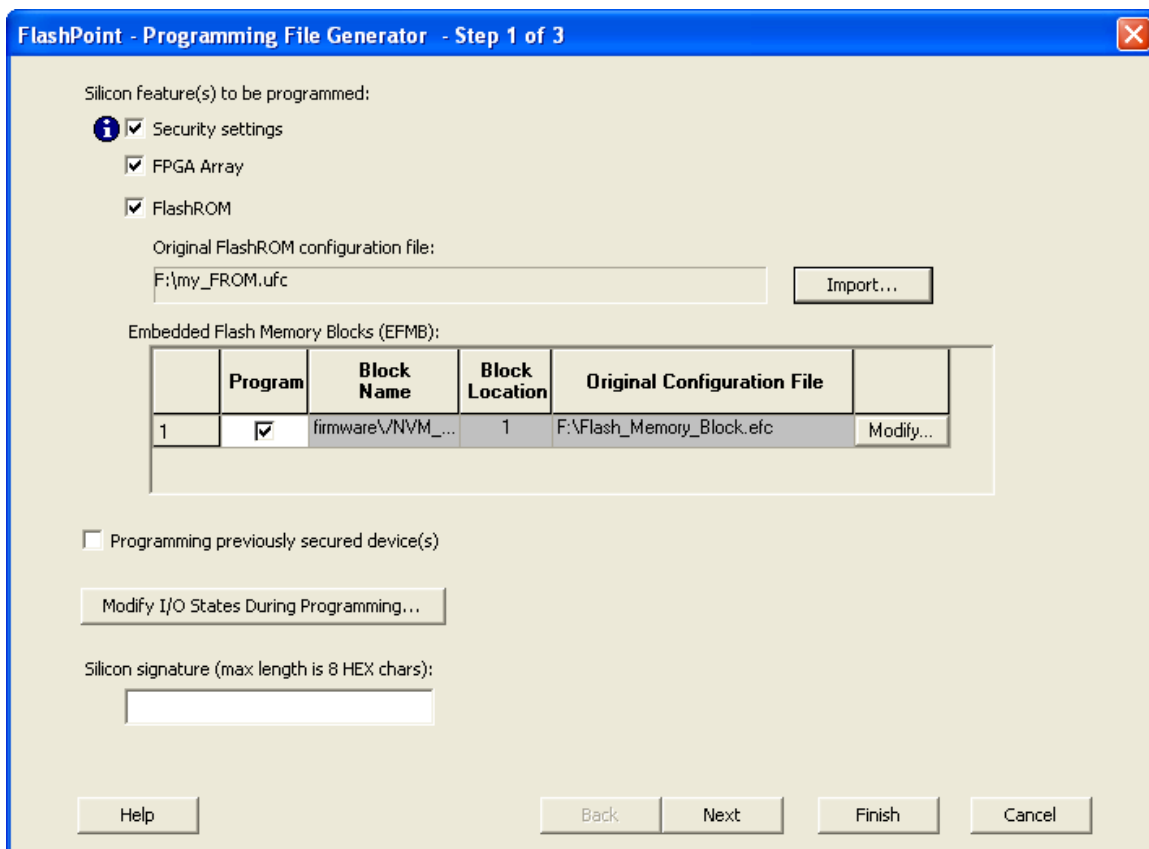 FlashPoint - Programming File Generator - Step 1 of 3
Silicon feature(s) to be programmed:
Security settings
FPGA Array
FlashROM
Original FlashROM configuration file:
F:\my_FROM.ufc
Import...
Embedded Flash Memory Blocks (EFMB):
Program Block Name Block Location Original Configuration File
1 firmware\/NVM_... 1 F:\Flash_Memory_Block.efc Modify...
Programming previously secured device(s)
Modify I/O States During Programming...
Silicon signature (max length is 8 HEX chars):
Help Back Next Finish Cancel